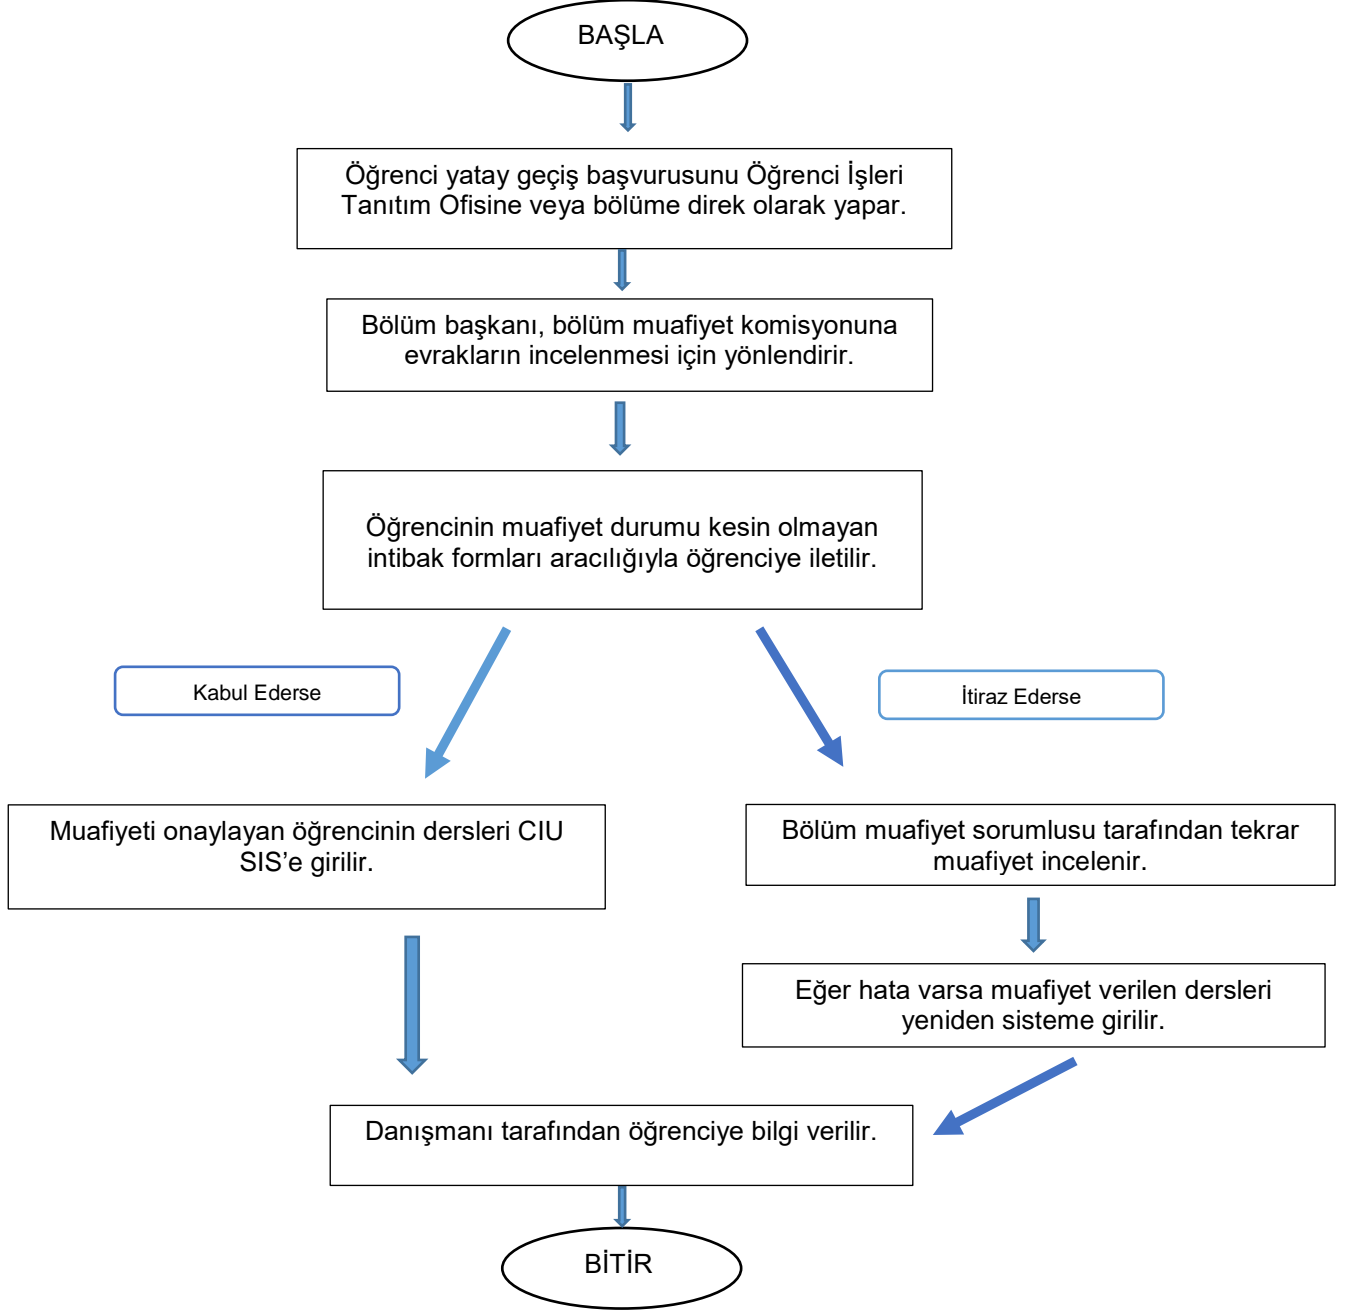 BAŞLA
Öğrenci yatay geçiş başvurusunu Öğrenci İşleri
Tanıtım Ofisine veya bölüme direk olarak yapar.
Bölüm başkanı, bölüm muafiyet komisyonuna
evrakların incelenmesi için yönlendirir.
Öğrencinin muafiyet durumu kesin olmayan
intibak formları aracılığıyla öğrenciye iletilir.
Kabul Ederse
İtiraz Ederse
Muafiyeti onaylayan öğrencinin dersleri CIU
SIS’e girilir.
Bölüm muafiyet sorumlusu tarafından tekrar
muafiyet incelenir.
Eğer hata varsa muafiyet verilen dersleri
yeniden sisteme girilir.
Danışmanı tarafından öğrenciye bilgi verilir.
BİTİR